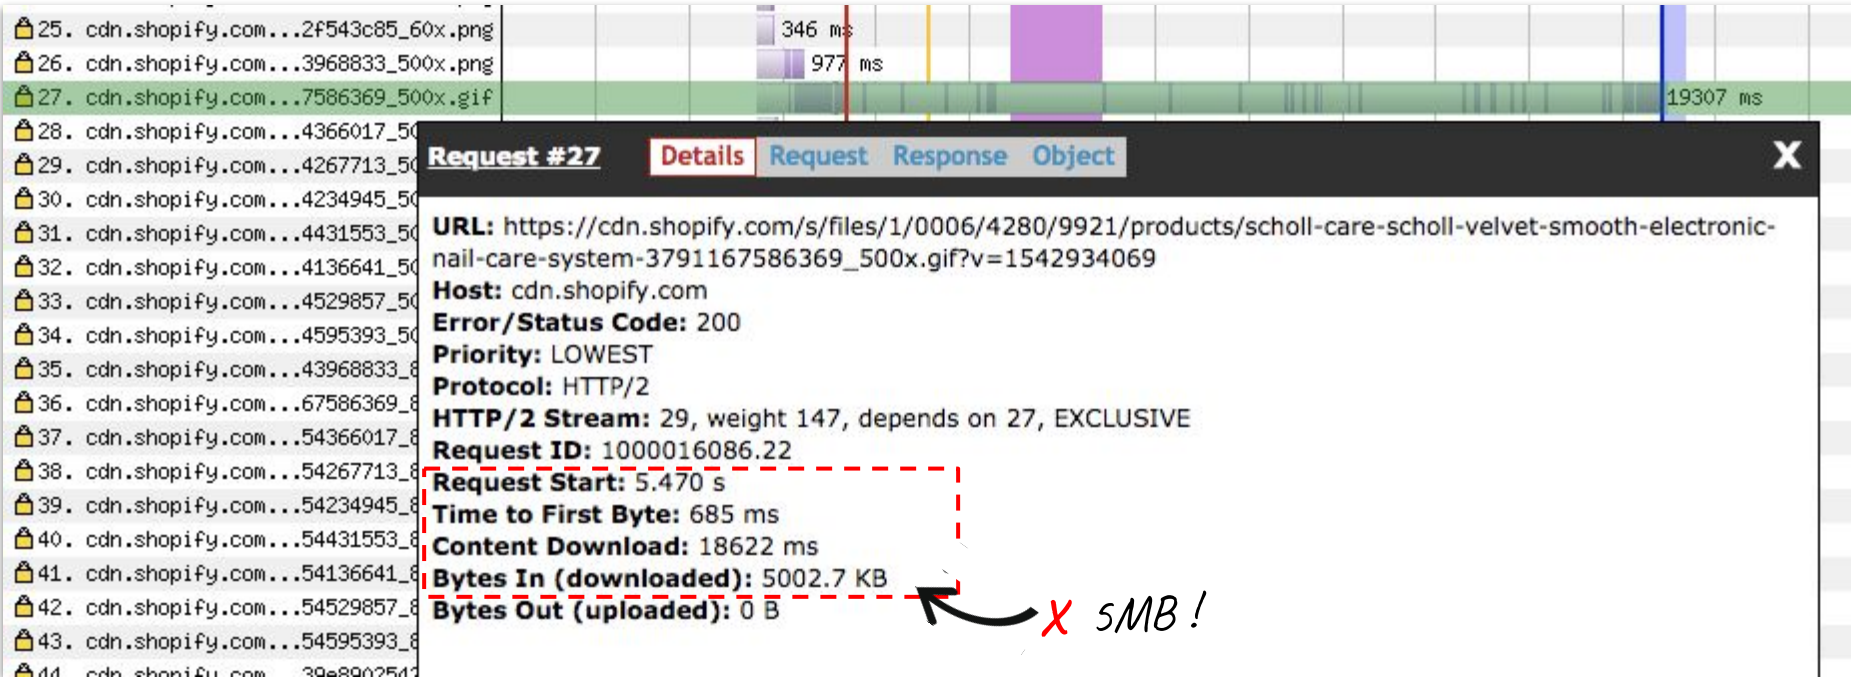 25. cdn.shopify.com...2f543c85_60x.png
346 ms
26. cdn.shopify.com...3968833_500x.png
977 ms
27. cdn.shopify.com...7586369_500x.gif
19307 ms
28. cdn.shopify.com...4366017_50
29. cdn.shopify.com...4267713_50
30. cdn.shopify.com...4234945_50
31. cdn.shopify.com...4431553_50
32. cdn.shopify.com...4136641_50
33. cdn.shopify.com...4529857_50
34. cdn.shopify.com...4595393_50
35. cdn.shopify.com...43968833_8
36. cdn.shopify.com...67586369_8
37. cdn.shopify.com...54366017_8
38. cdn.shopify.com...54267713_8
39. cdn.shopify.com...54234945_8
40. cdn.shopify.com...54431553_8
41. cdn.shopify.com...54136641_8
42. cdn.shopify.com...54529857_8
43. cdn.shopify.com...54595393_8
44. cdn.shopify.com...39e8902542
Request #27
Details Request Response Object
X
URL: https://cdn.shopify.com/s/files/1/0006/4280/9921/products/scholl-care-scholl-velvet-smooth-electronic-
nail-care-system-3791167586369_500x.gif?v=1542934069
Host: cdn.shopify.com
Error/Status Code: 200
Priority: LOWEST
Protocol: HTTP/2
HTTP/2 Stream: 29, weight 147, depends on 27, EXCLUSIVE
Request ID: 1000016086.22
Request Start: 5.470 s
Time to First Byte: 685 ms
Content Download: 18622 ms
Bytes In (downloaded): 5002.7 KB
Bytes Out (uploaded): 0 B
X 5MB!